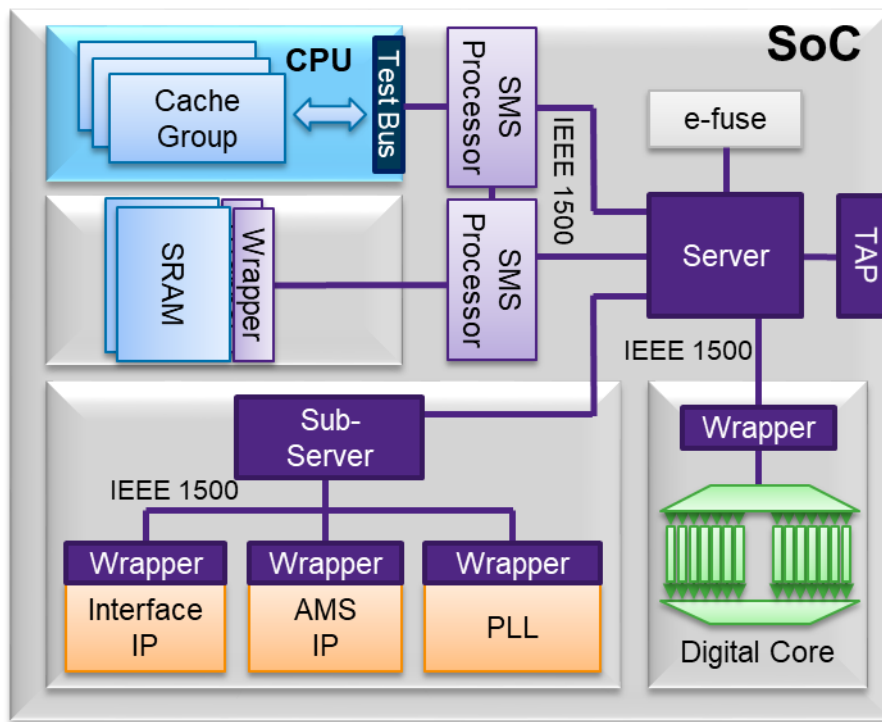 SoC
CPU
Cache
Group
Test Bus
SMS
Processor
IEEE 1500
e-fuse
SRAM
Wrapper
SMS
Processor
Server
TAP
IEEE 1500
Sub-
Server
IEEE 1500
Wrapper
Wrapper
Wrapper
Interface
IP
AMS
IP
PLL
Wrapper
Digital Core